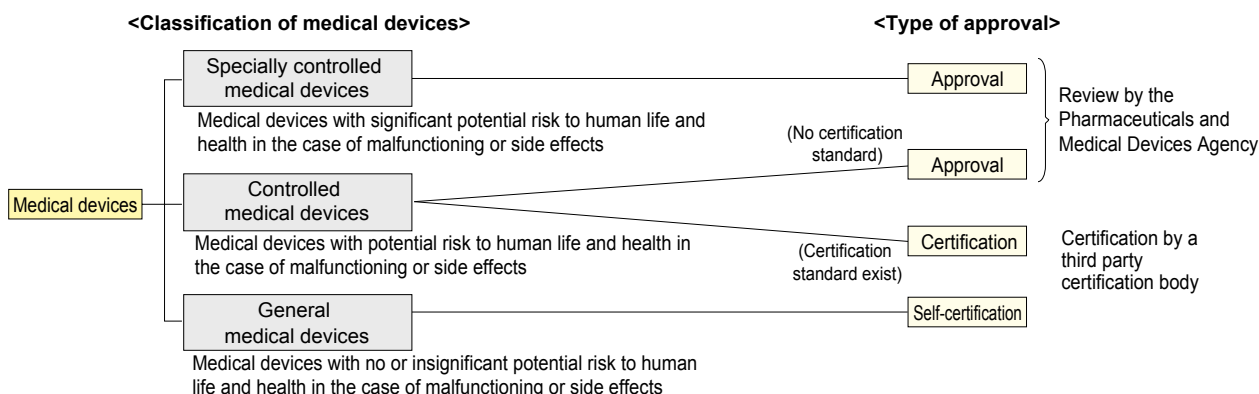 <Classification of medical devices>
<Type of approval>
Medical devices
Specially controlled
medical devices
Medical devices with significant potential risk to human life and
health in the case of malfunctioning or side effects
Controlled
medical devices
Medical devices with potential risk to human life and health in
the case of malfunctioning or side effects
General
medical devices
Medical devices with no or insignificant potential risk to human
life and health in the case of malfunctioning or side effects
Approval
(No certification
standard)
Approval
Review by the
Pharmaceuticals and
Medical Devices Agency
(Certification
standard exist)
Certification
Certification by a
third party
certification body
Self-certification